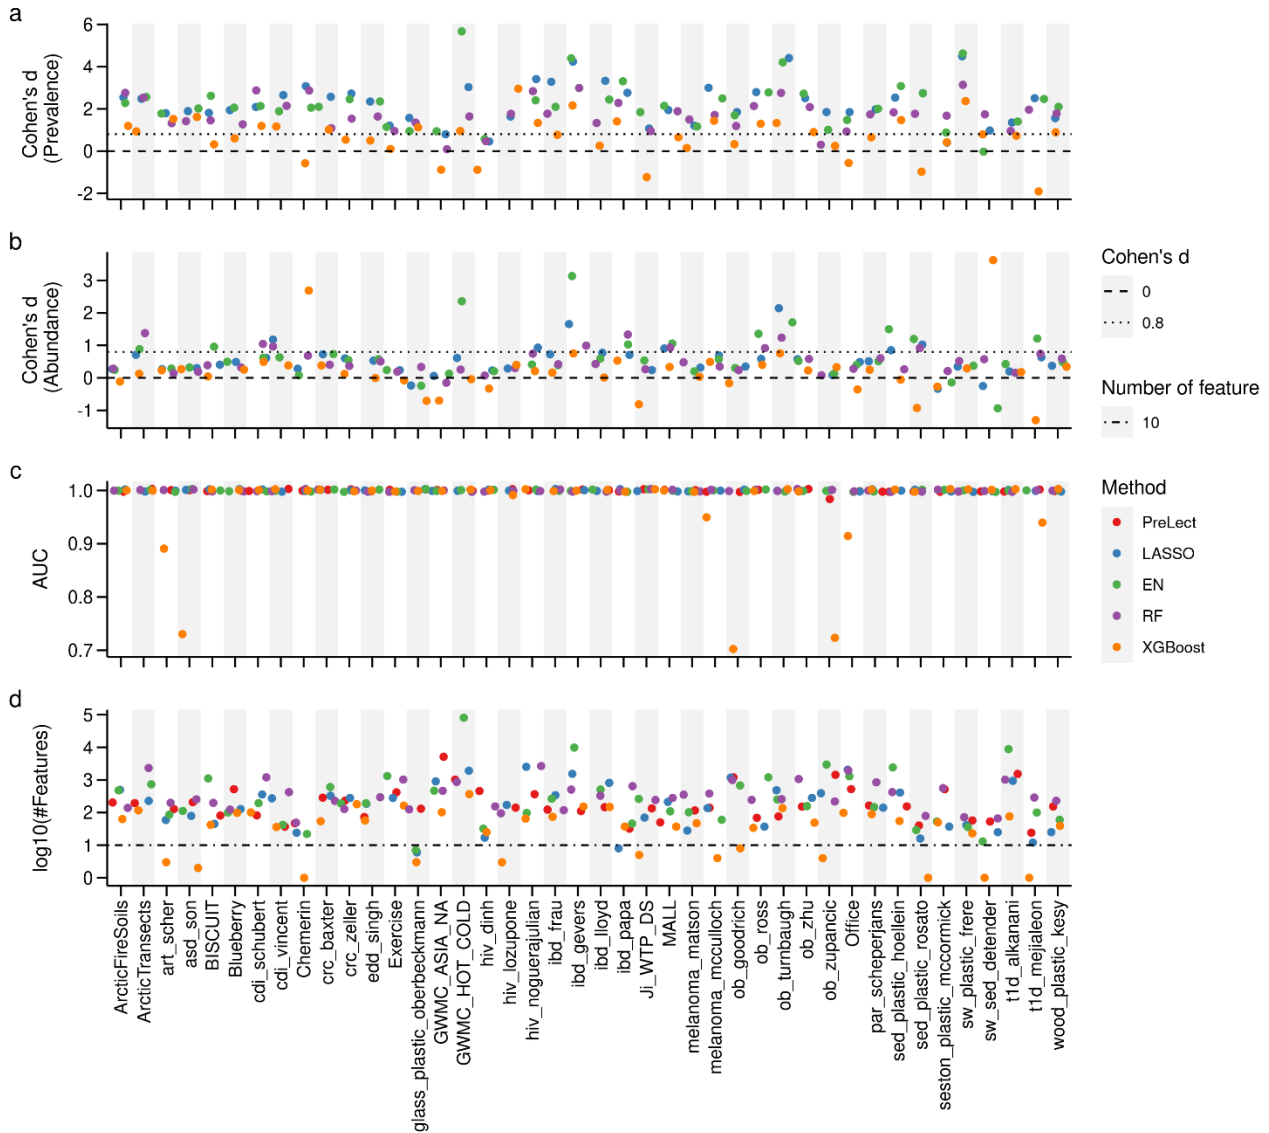 a
6
4
2
0
-2
Cohen's d
(Prevalence)
b
3
2
1
0
-1
Cohen's d
(Abundance)
c
1.0
0.9
0.8
0.7
AUC
d
5
4
3
2
1
0
log10(#Features)
ArcticFireSoils
ArcticTransects
art_scher
asd_son
BISCUIT
Blueberry
cdi_schubert
cdi_vincent
Chemerin
crc_baxter
crc_zeller
edd_singh
Exercise
glass_plastic_oberbeckmann
GWMC_ASIA_NA
GWMC_HOT_COLD
hiv_dinh
hiv_lozupone
hiv_noguerajulian
ibd_frau
ibd_gevers
ibd_lloyd
ibd_papa
Ji_WTP_DS
MALL
melanoma_matson
melanoma_mcculloch
ob_goodrich
ob_ross
ob_turnbaugh
ob_zhu
ob_zupancic
Office
par_scheperjans
sed_plastic_hoellein
sed_plastic_rosato
seston_plastic_mccormick
sw_plastic_frere
sw_sed_detender
t1d_alkanani
t1d_mejialeon
wood_plastic_kesy
Cohen's d
0
0.8
Number of feature
10
Method
PreLect
LASSO
EN
RF
XGBoost